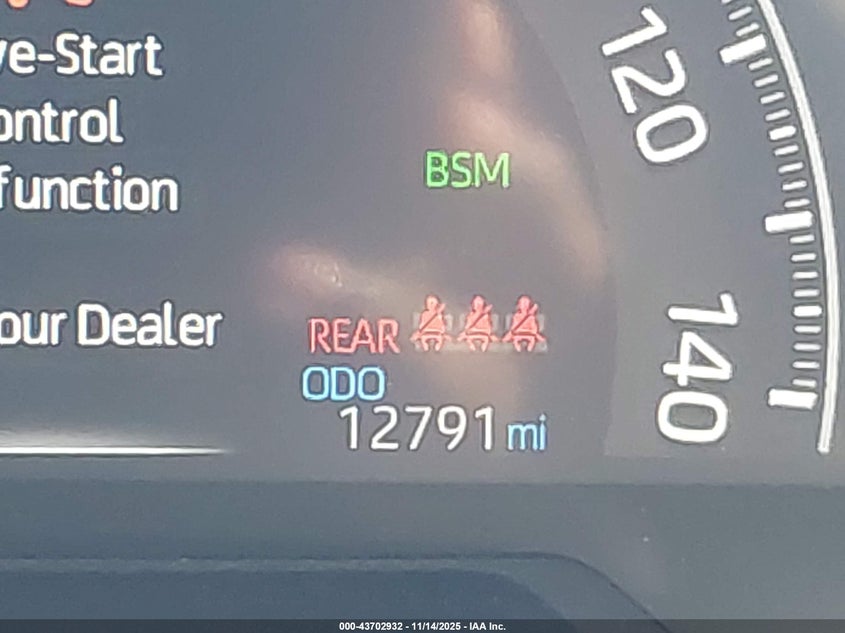 ve-Start
ontrol
function
our Dealer
BSM
REAR
ODO
12791 mi
120
140
000-43702932 - 11/14/2025 - IAA Inc.